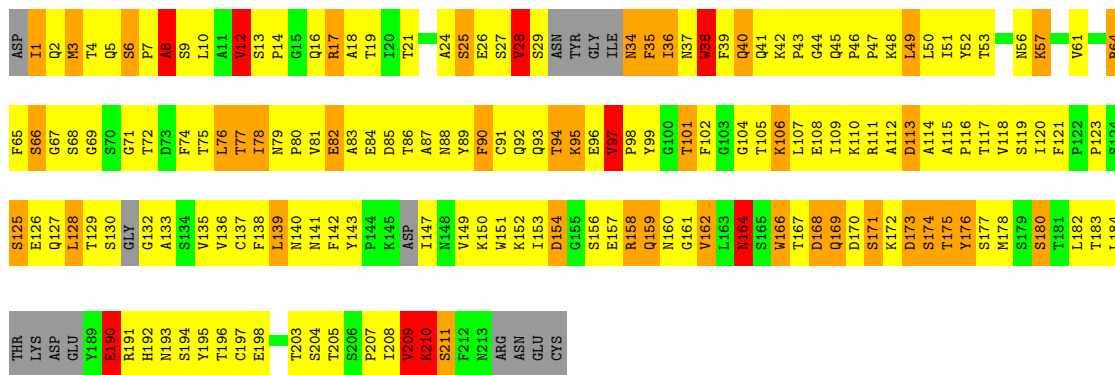 ASP I1 Q2 M3 T4 Q5 S6 P7 A8 S9 L10 A11 V12 S13 P14 G15 Q16 R17 A18 T19 I20 T21 A24 S25 E26 S27 V28 S29 ASN TYR GLY ILE N34 F35 I36 N37 W38 F39 Q40 Q41 K42 P43 G44 Q45 P46 P47 K48 L49 L50 I51 Y52 T53 N56 K57 V61
F65 S66 G67 S68 G69 S70 G71 T72 D73 F74 T75 L76 T77 I78 N79 P80 V81 E82 A83 E84 D85 T86 A87 N88 Y89 F90 C91 Q92 Q93 T94 K95 E96 V97 P98 Y99 G100 T101 F102 G103 G104 T105 K106 L107 E108 I109 K110 R111 A112 D113 A114 A115 P116 T117 V118 S119 I120 F121 P122 P123
S125 E126 Q127 L128 T129 S130 GLY G132 A133 S134 V135 V136 C137 F138 L139 N140 N141 F142 Y143 P144 K145 ASP I147 N148 V149 K150 W151 K152 I153 D154 G155 S156 E157 R158 Q159 N160 G161 V162 L163 N164 S165 W166 T167 D168 Q169 D170 S171 K172 D173 S174 T175 Y176 S177 M178 S179 S180 T181 L182 T183
THR LYS ASP GLU Y189 E190 R191 H192 N193 S194 Y195 T196 C197 E198 T203 S204 T205 S206 P207 I208 V209 K210 S211 F212 N213 ARG ASN GLU CYS